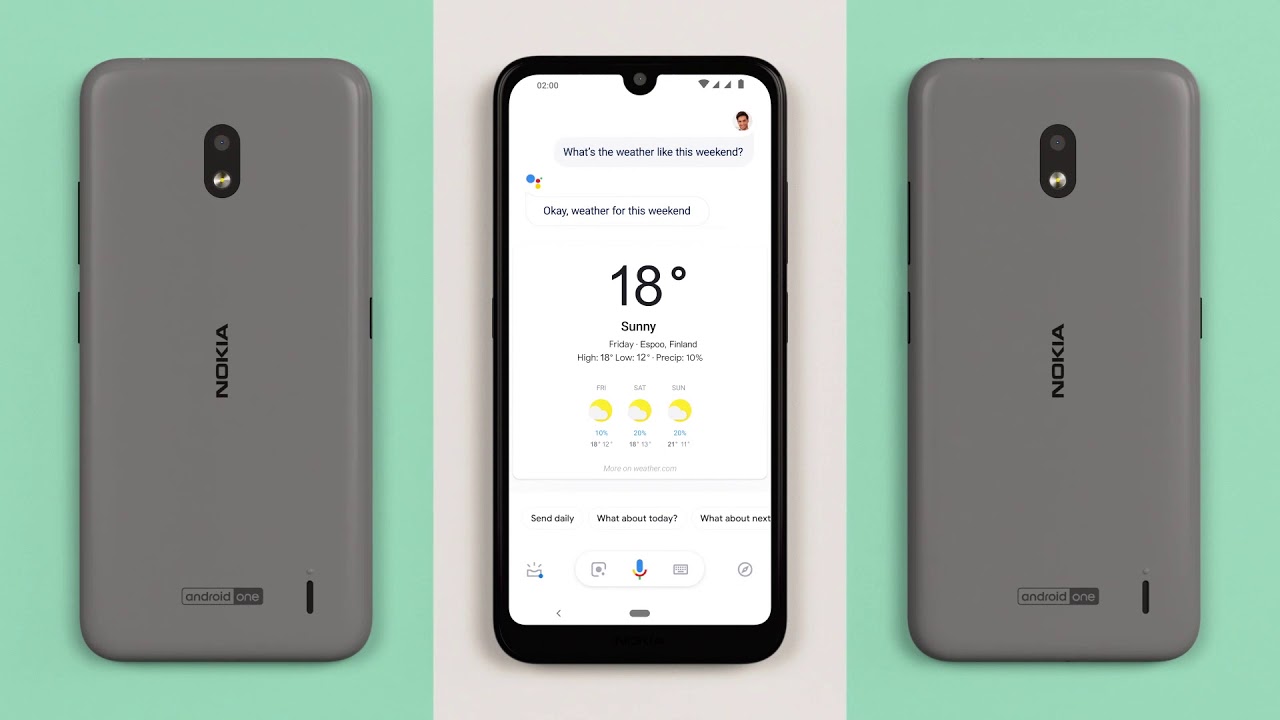 NOKIA
android one
02:00
What's the weather like this weekend?
Okay, weather for this weekend
18°
Sunny
Friday · Espoo, Finland
High: 18° Low: 12° · Precip: 10%
FRI SAT SUN
10% 20% 20%
18° 12° 18° 13° 21° 11°
More on weather.com
Send daily What about today? What about next
NOKIA
NOKIA
android one